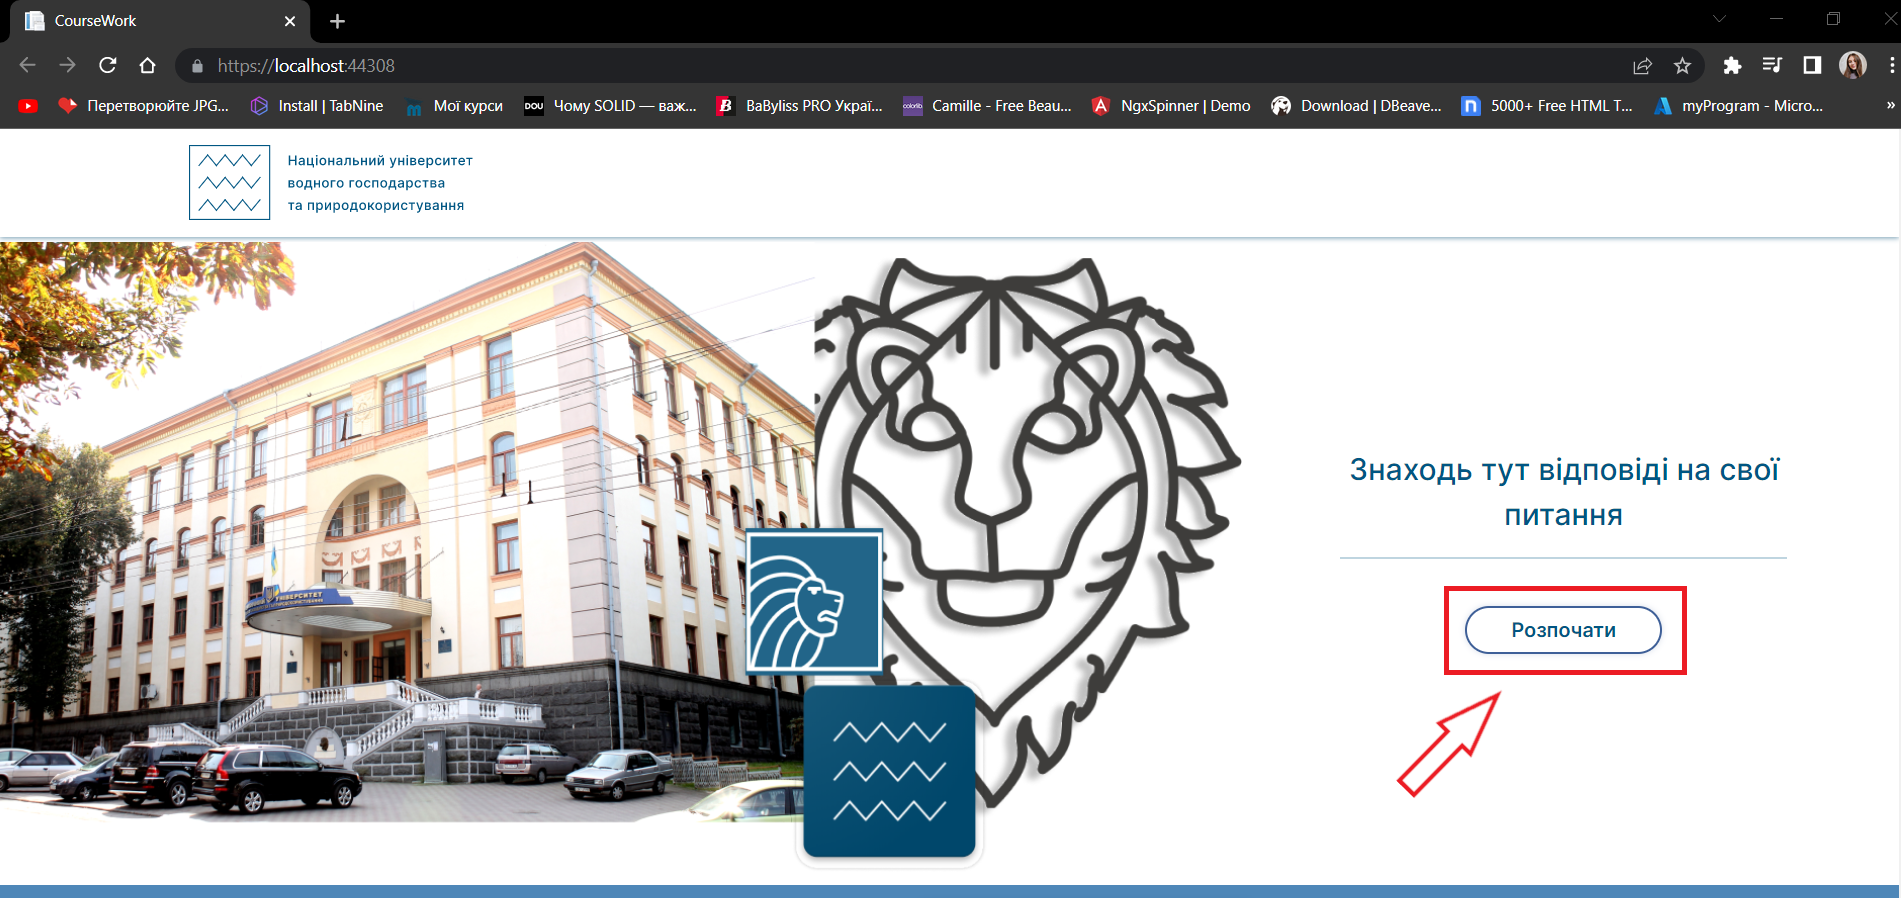 CourseWork
https://localhost:44308
Перетворюйте JPG...
Install | TabNine
Мої курси
DOU
Чому SOLID — важ...
B
BaByliss PRO Украї...
colorlib.
Camille - Free Beau...
NgxSpinner | Demo
Download | DBeave...
n
5000+ Free HTML T...
myProgram - Micro...
»
Національний університет
водного господарства
та природокористування
Знаходь тут відповіді на свої
питання
Розпочати